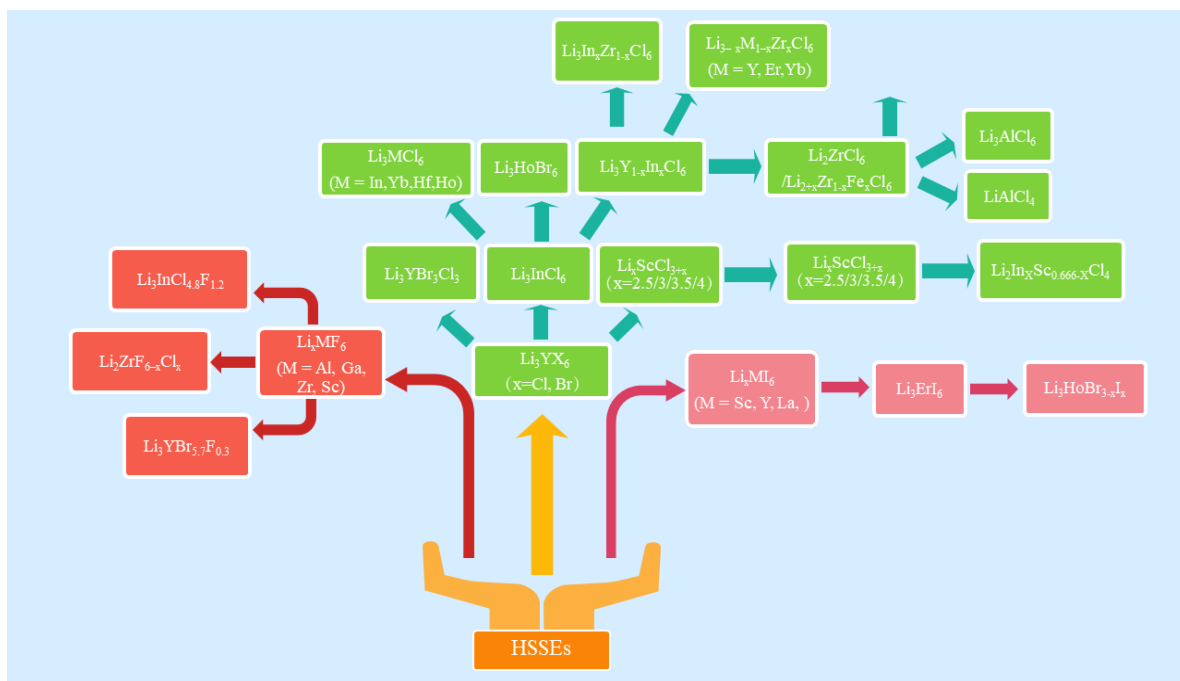 Li₃InₓZr₁₋ₓCl₆
Li₃₋ ₓM₁₋ₓZrₓCl₆
(M = Y, Er,Yb)
Li₃MCl₆
(M = In,Yb,Hf,Ho)
Li₃HoBr₆
Li₃Y₁₋ₓInₓCl₆
Li₂ZrCl₆
/Li₂₊ₓZr₁₋ₓFeₓCl₆
Li₃AlCl₆
LiAlCl₄
Li₃YBr₃Cl₃
Li₃InCl₆
LiₓScCl₃₊ₓ
(x=2.5/3/3.5/4)
LiₓScCl₃₊ₓ
(x=2.5/3/3.5/4)
Li₂In_XSc₀.₆₆₆₋_XCl₄
Li₃InCl₄.₈F₁.₂
Li₂ZrF₆₋ₓClₓ
LiₓMF₆
(M = Al, Ga,
Zr, Sc)
Li₃YBr₅.₇F₀.₃
Li₃YX₆
(x=Cl, Br)
LiₓMI₆
(M = Sc, Y, La, )
Li₃ErI₆
Li₃HoBr₃₋ₓIₓ
HSSEs